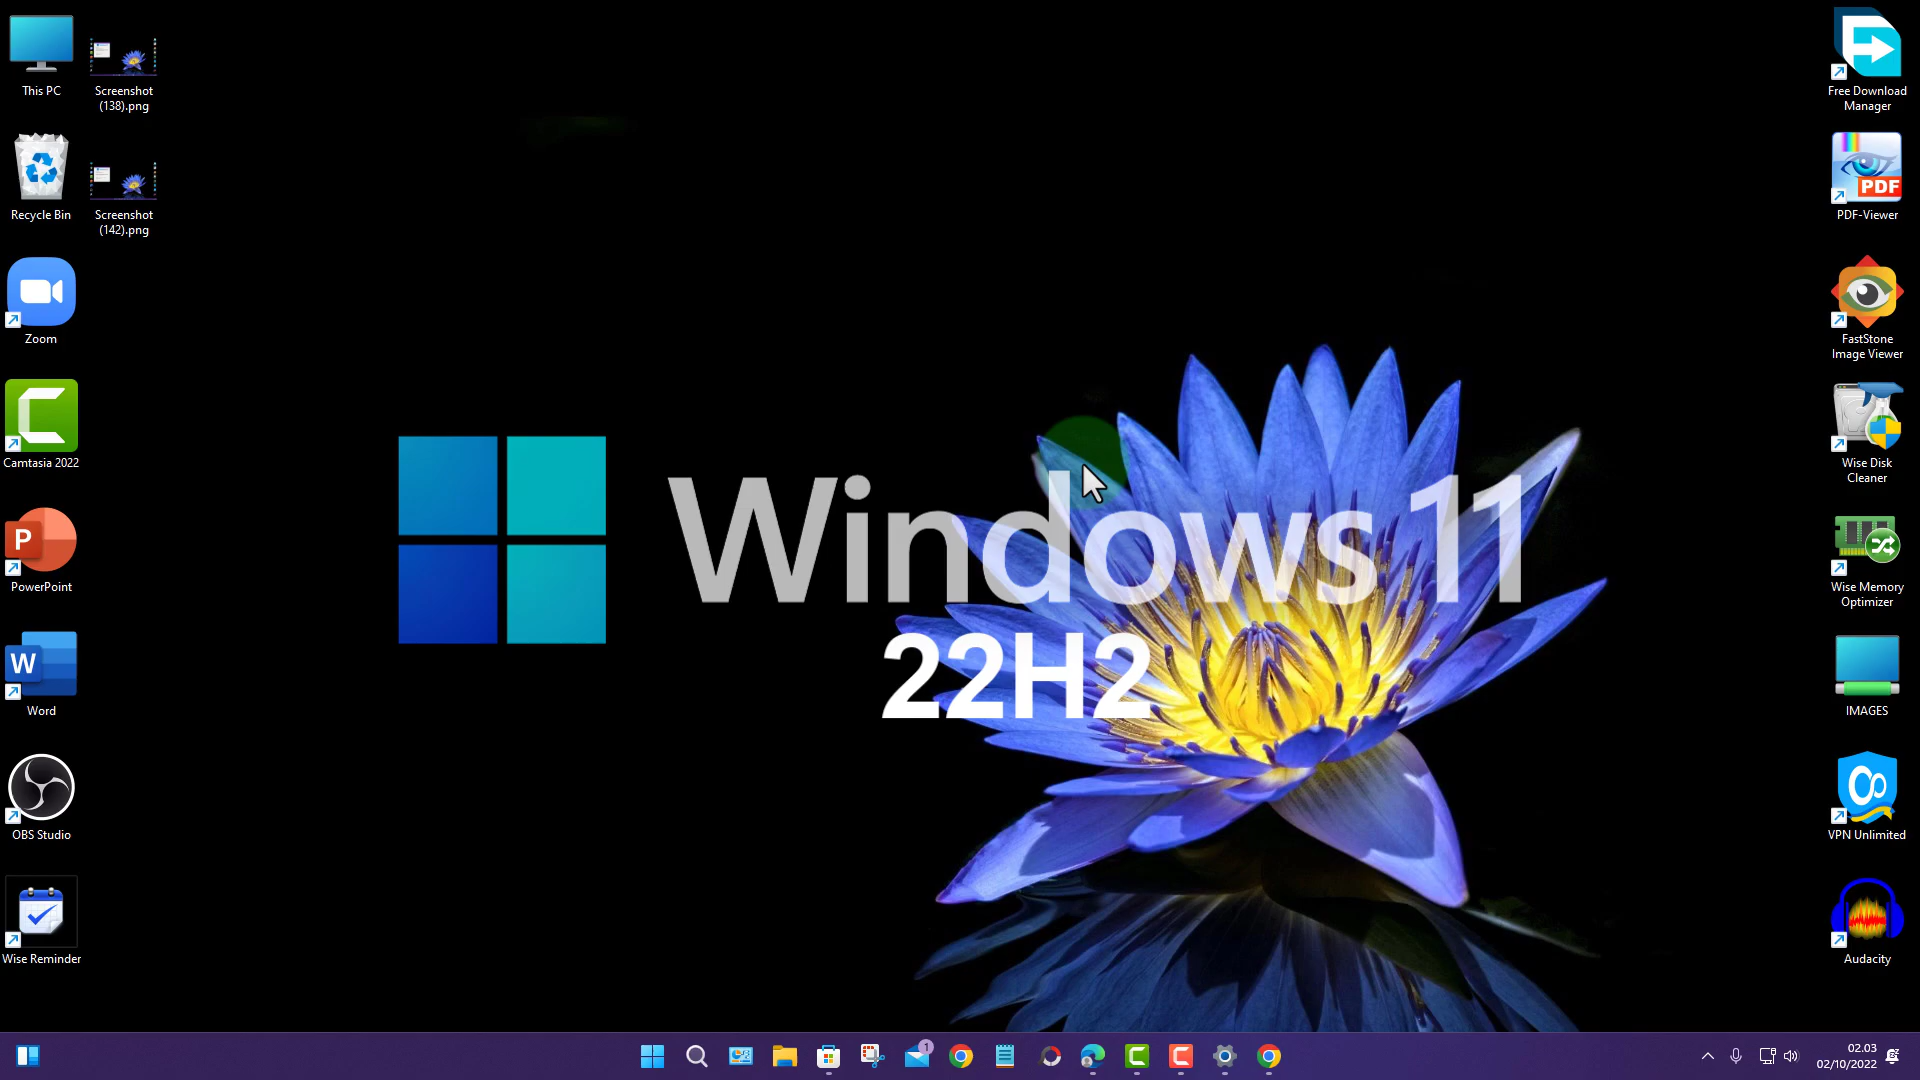 This PC
Screenshot
(138).png
Recycle Bin
Screenshot
(142).png
Zoom
Camtasia 2022
P
PowerPoint
W
Word
OBS Studio
Wise Reminder
Windows 11
22H2
Free Download
Manager
PDF
PDF-Viewer
FastStone
Image Viewer
Wise Disk
Cleaner
Wise Memory
Optimizer
IMAGES
VPN Unlimited
Audacity
1
02.03
02/10/2022